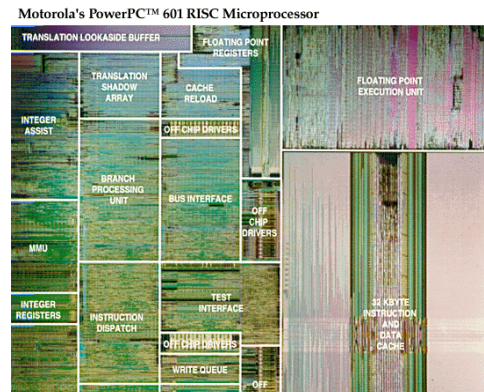 Motorola's PowerPC™ 601 RISC Microprocessor
TRANSLATION LOOKASIDE BUFFER
FLOATING POINT
REGISTERS
FLOATING POINT
EXECUTION UNIT
TRANSLATION
SHADOW
ARRAY
CACHE
RELOAD
INTEGER
ASSIST
OFF CHIP DRIVERS
BRANCH
PROCESSING
UNIT
BUS INTERFACE
OFF
CHIP
DRIVERS
MMU
INTEGER
REGISTERS
INSTRUCTION
DISPATCH
TEST
INTERFACE
32 KBYTE
INSTRUCTION
AND
DATA
CACHE
OFF CHIP DRIVERS
WRITE QUEUE
OFF